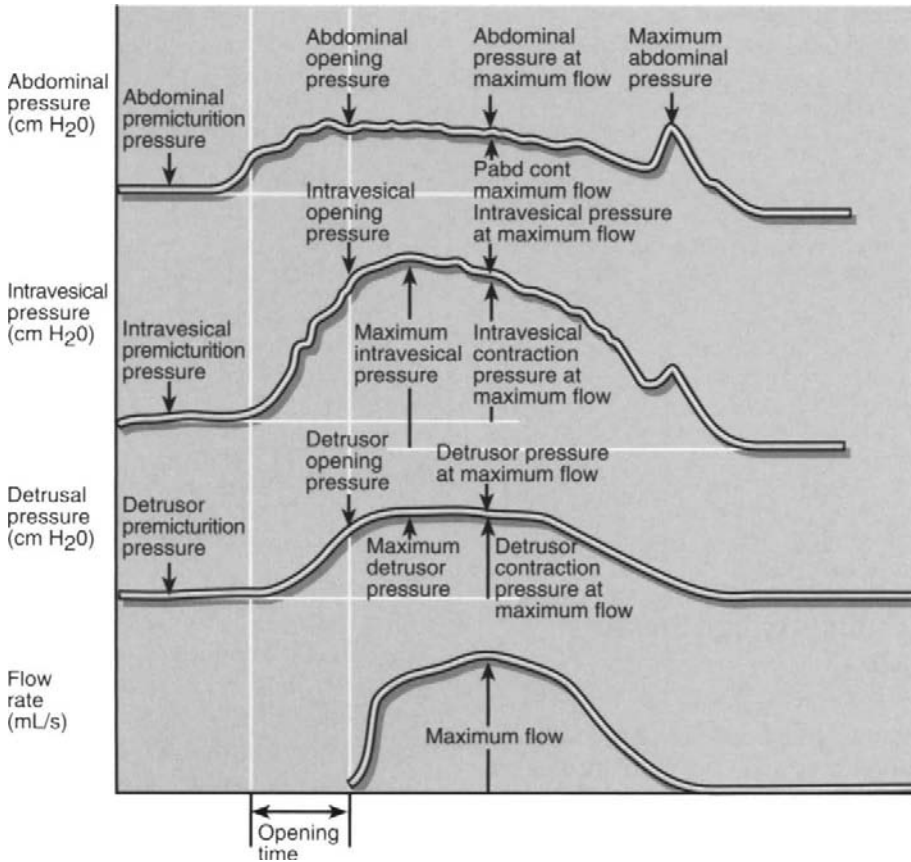 Abdominal
pressure
(cm H20)
Abdominal
premicturition
pressure
Abdominal
opening
pressure
Abdominal
pressure at
maximum flow
Maximum
abdominal
pressure
Pabd cont
maximum flow
Intravesical
opening
pressure
Intravesical pressure
at maximum flow
Intravesical
pressure
(cm H20)
Intravesical
premicturition
pressure
Maximum
intravesical
pressure
Intravesical
contraction
pressure at
maximum flow
Detrusor
opening
pressure
Detrusor pressure
at maximum flow
Detrusal
pressure
(cm H20)
Detrusor
premicturition
pressure
Maximum
detrusor
pressure
Detrusor
contraction
pressure at
maximum flow
Flow
rate
(mL/s)
Maximum flow
Opening
time